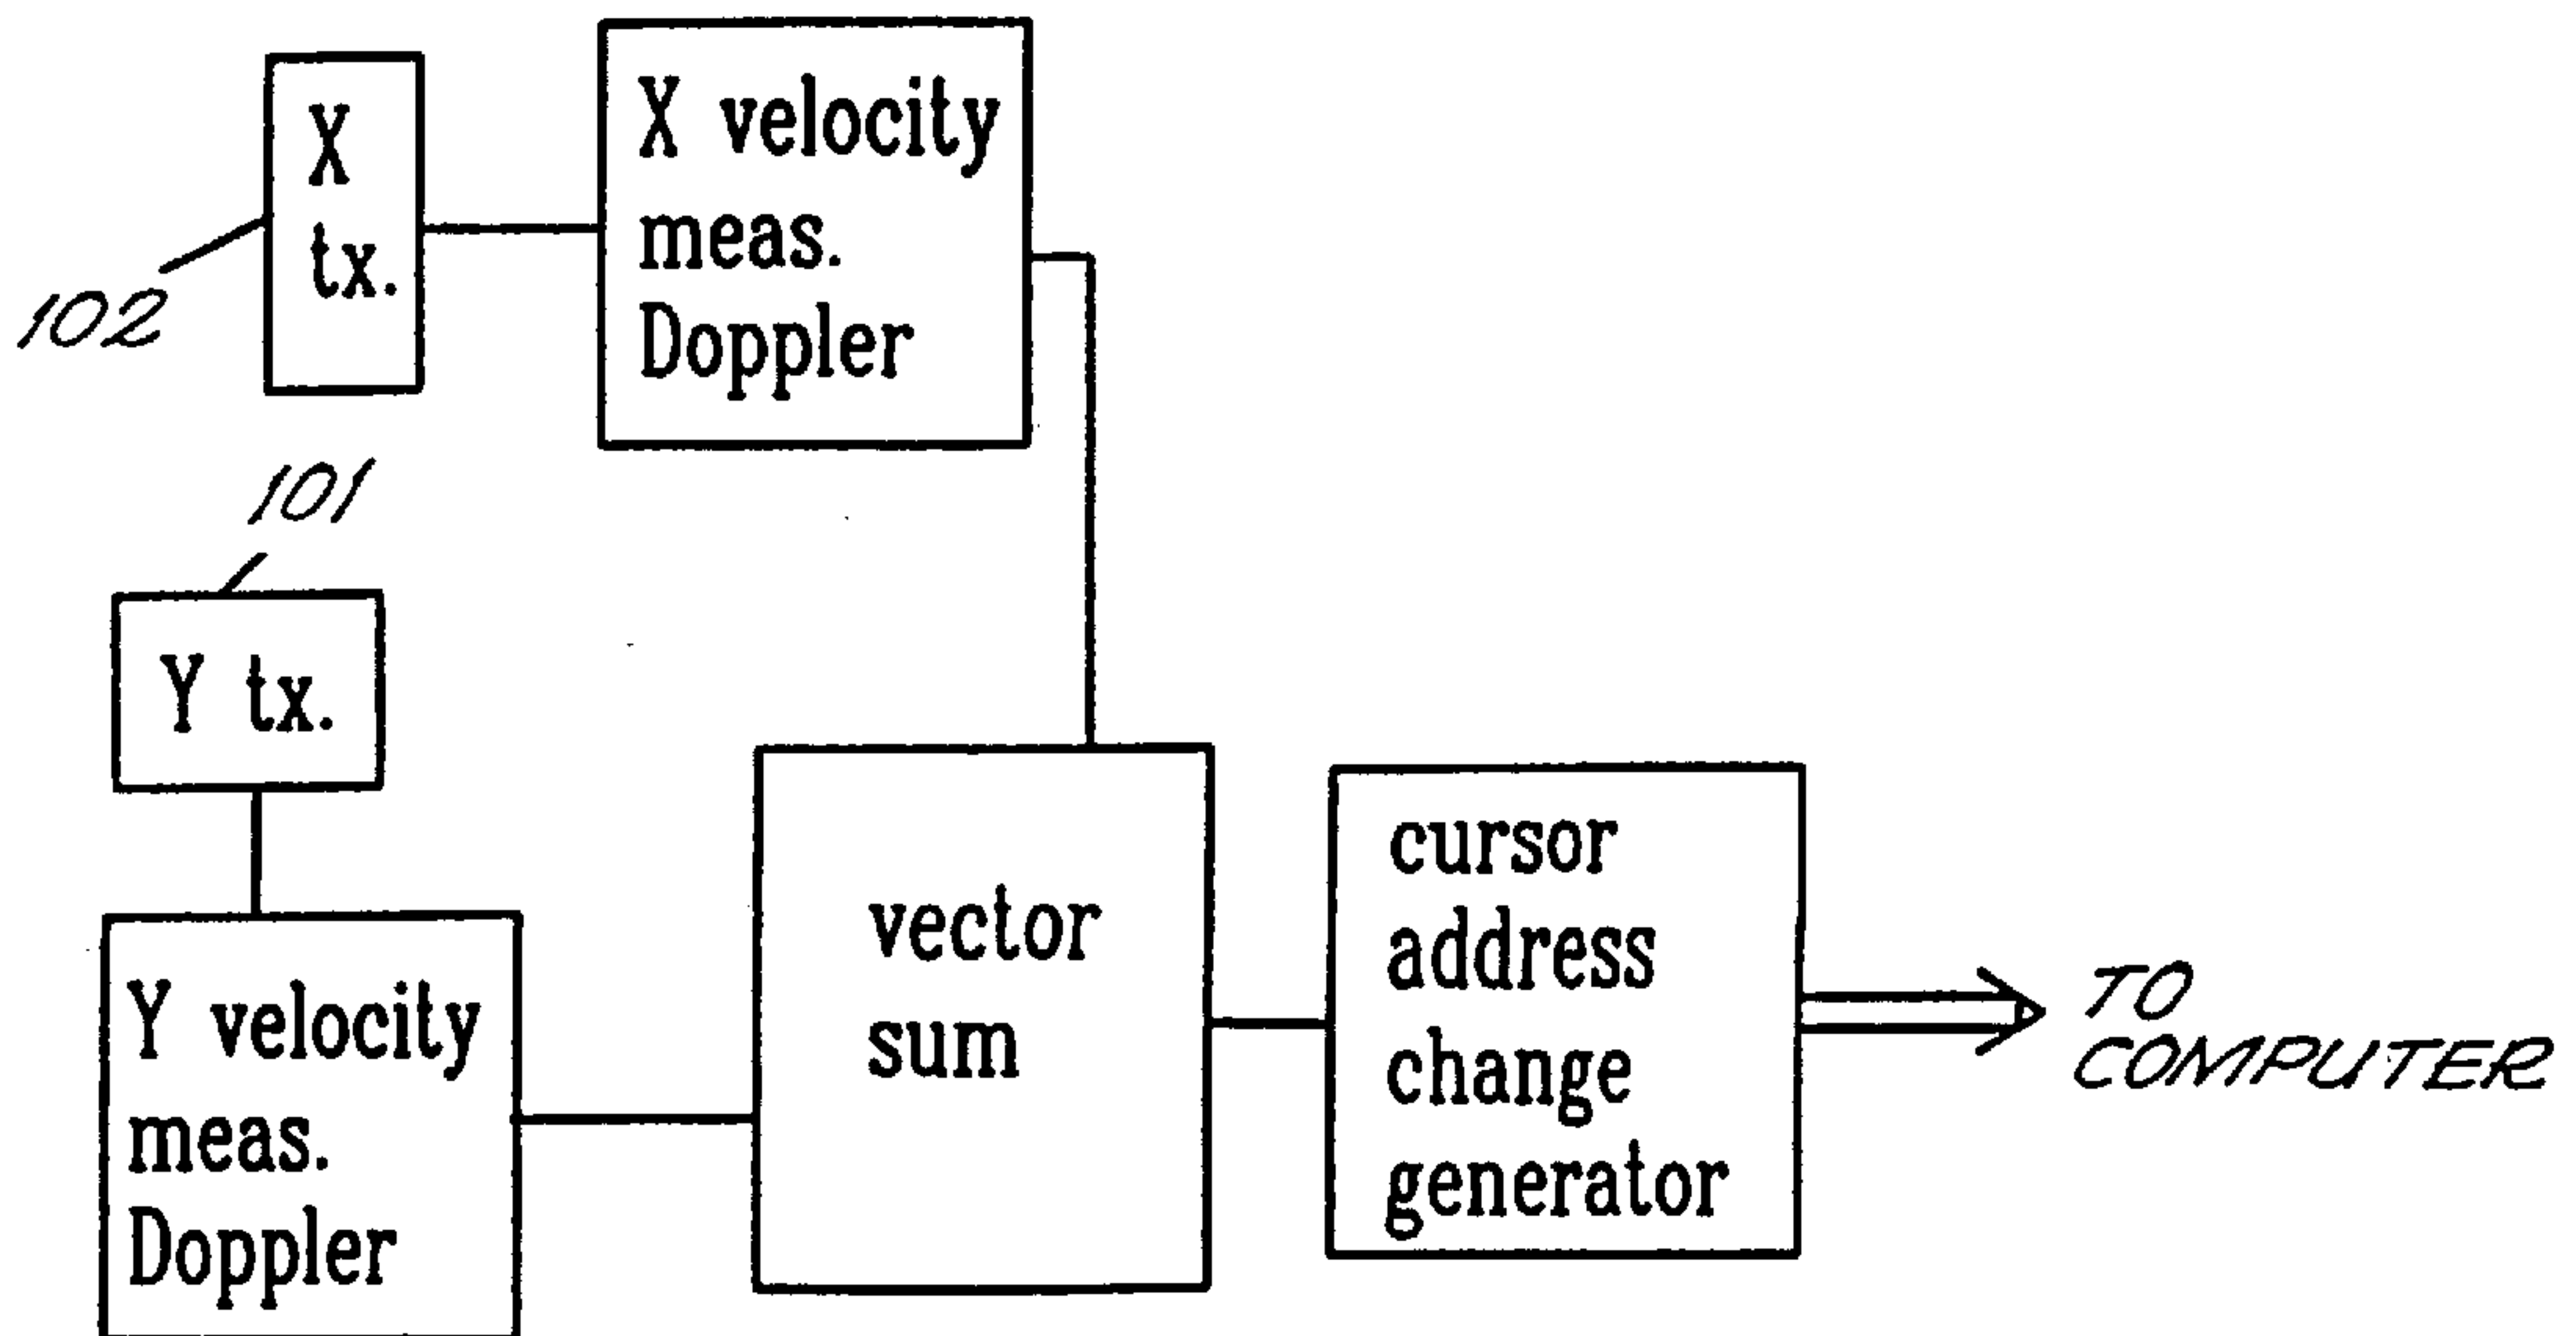 X
tx.
102
X velocity
meas.
Doppler
101
Y tx.
Y velocity
meas.
Doppler
vector
sum
cursor
address
change
generator
TO
COMPUTER